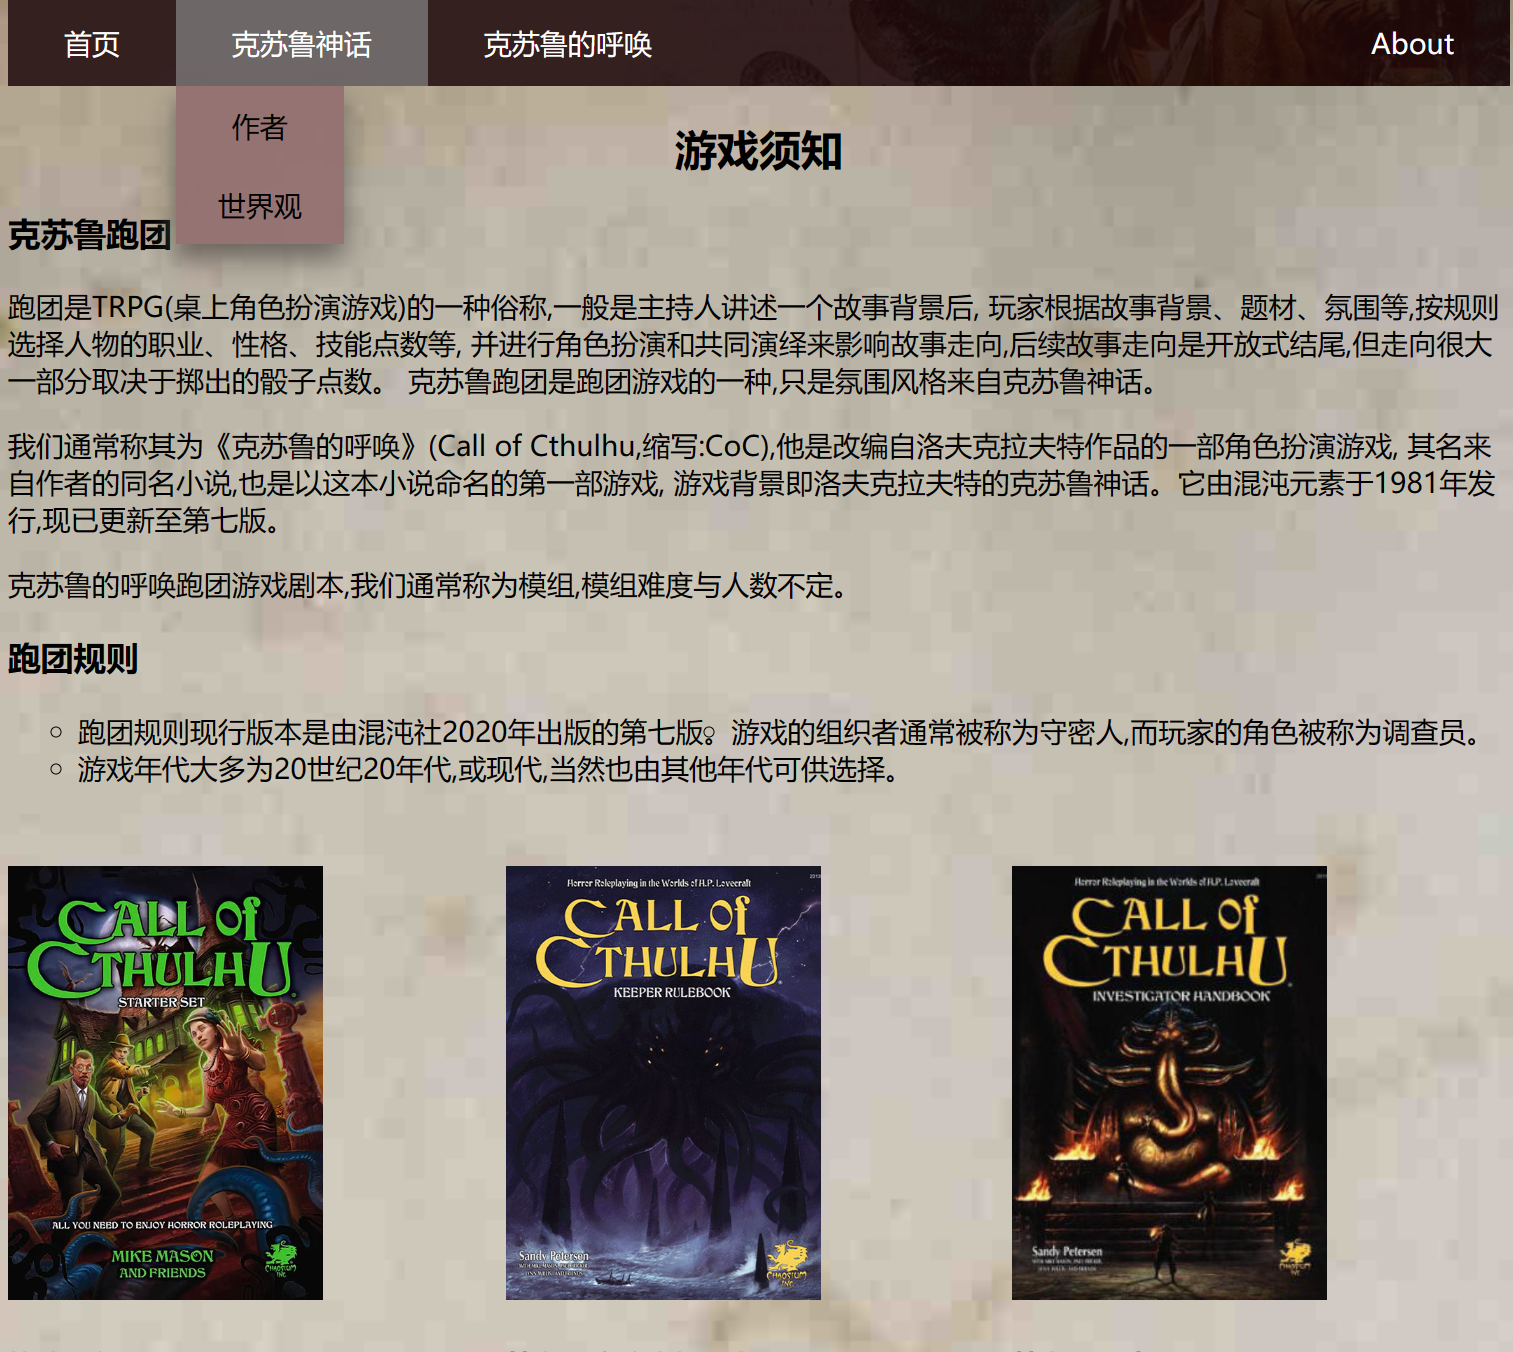 首页
克苏鲁神话
克苏鲁的呼唤
About
作者
世界观
游戏须知
克苏鲁跑团
跑团是TRPG(桌上角色扮演游戏)的一种俗称,一般是主持人讲述一个故事背景后, 玩家根据故事背景、题材、氛围等,按规则
选择人物的职业、性格、技能点数等, 并进行角色扮演和共同演绎来影响故事走向,后续故事走向是开放式结尾,但走向很大
一部分取决于掷出的骰子点数。 克苏鲁跑团是跑团游戏的一种,只是氛围风格来自克苏鲁神话。
我们通常称其为《克苏鲁的呼唤》(Call of Cthulhu,缩写:CoC),他是改编自洛夫克拉夫特作品的一部角色扮演游戏, 其名来
自作者的同名小说,也是以这本小说命名的第一部游戏, 游戏背景即洛夫克拉夫特的克苏鲁神话。它由混沌元素于1981年发
行,现已更新至第七版。
克苏鲁的呼唤跑团游戏剧本,我们通常称为模组,模组难度与人数不定。
跑团规则
跑团规则现行版本是由混沌社2020年出版的第七版。游戏的组织者通常被称为守密人,而玩家的角色被称为调查员。
游戏年代大多为20世纪20年代,或现代,当然也由其他年代可供选择。
CALL of
CTHULHU
STARTER SET
ALL YOU NEED TO ENJOY HORROR ROLEPLAYING
MIKE MASON
AND FRIENDS
CHAOSIUM
INC.
Horror Roleplaying in the Worlds of H.P. Lovecraft
CALL of
CTHULHU
KEEPER RULEBOOK
Sandy Petersen
CHAOSIUM
INC.
Horror Roleplaying in the Worlds of H.P. Lovecraft
CALL of
CTHULHU
INVESTIGATOR HANDBOOK
Sandy Petersen
CHAOSIUM
INC.